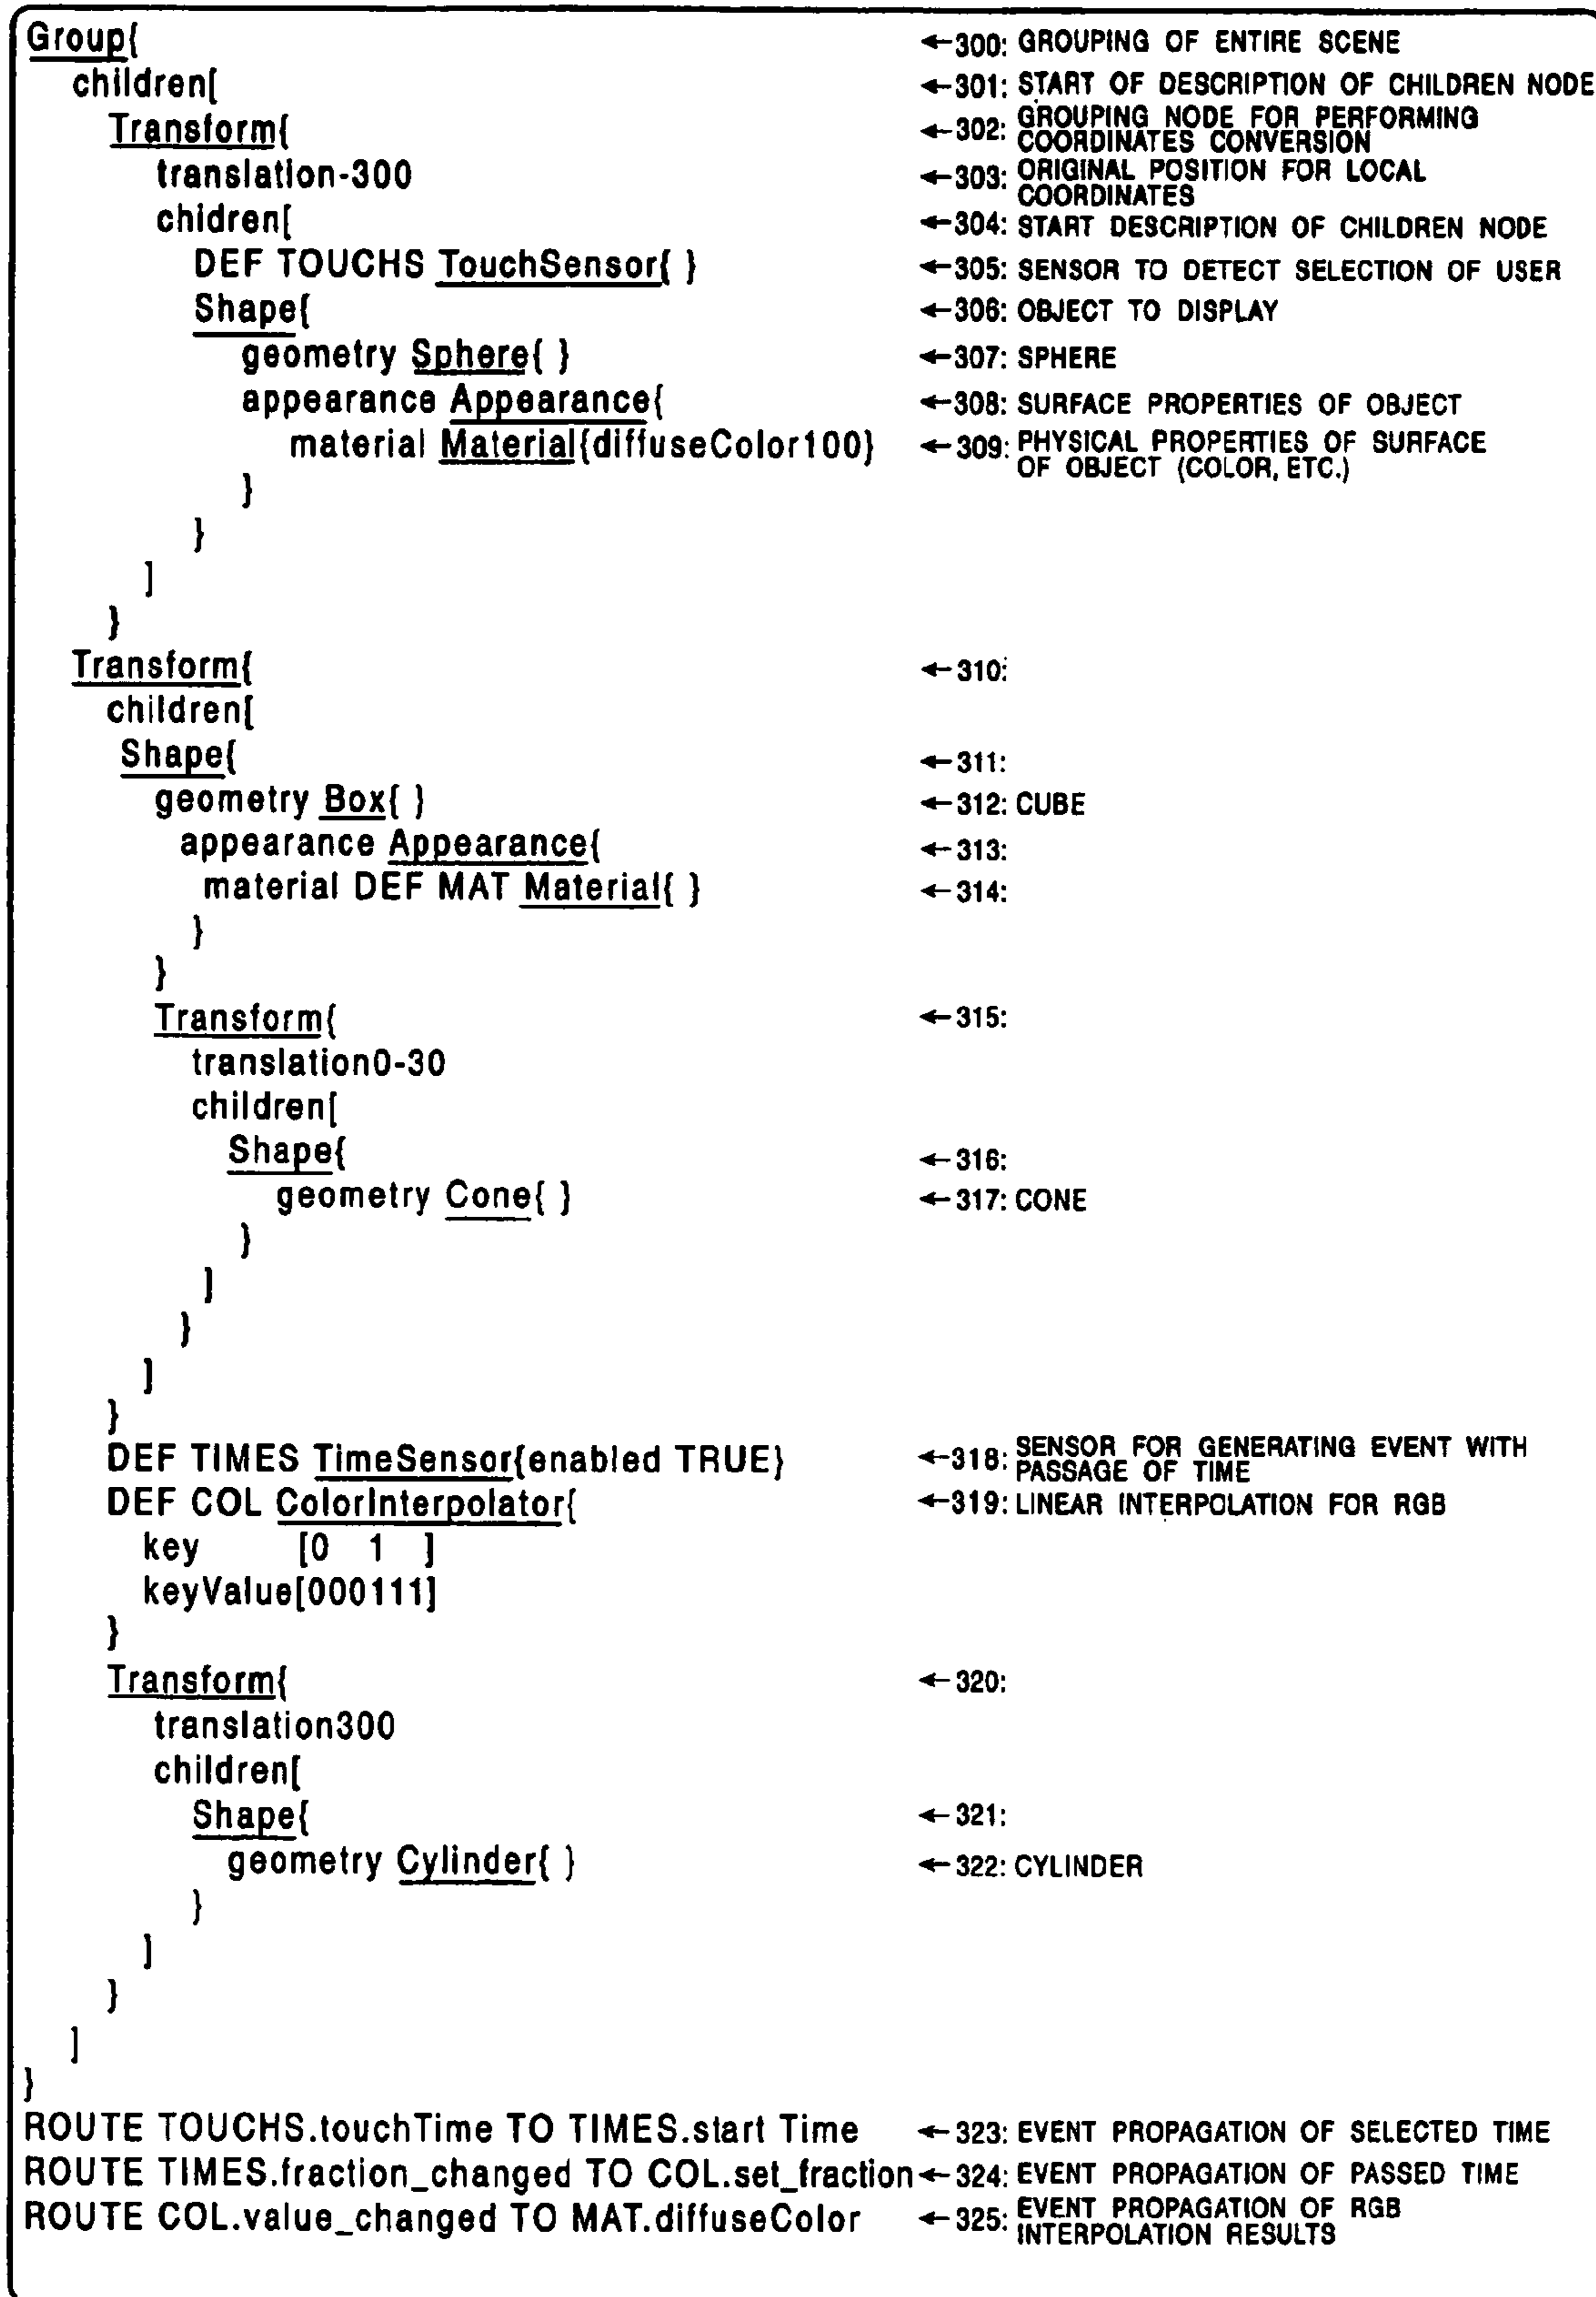 Group{ ←300: GROUPING OF ENTIRE SCENE
children[ ←301: START OF DESCRIPTION OF CHILDREN NODE
Transform{ ←302: GROUPING NODE FOR PERFORMING
COORDINATES CONVERSION
translation-300 ←303: ORIGINAL POSITION FOR LOCAL
COORDINATES
chidren[ ←304: START DESCRIPTION OF CHILDREN NODE
DEF TOUCHS TouchSensor{ } ←305: SENSOR TO DETECT SELECTION OF USER
Shape{ ←306: OBJECT TO DISPLAY
geometry Sphere{ } ←307: SPHERE
appearance Appearance{ ←308: SURFACE PROPERTIES OF OBJECT
material Material{diffuseColor100} ←309: PHYSICAL PROPERTIES OF SURFACE
OF OBJECT (COLOR, ETC.)
}
}
]
}
Transform{ ←310:
children[
Shape{ ←311:
geometry Box{ } ←312: CUBE
appearance Appearance{ ←313:
material DEF MAT Material{ } ←314:
}
}
Transform{ ←315:
translation0-30
children[
Shape{ ←316:
geometry Cone{ } ←317: CONE
}
]
}
]
}
DEF TIMES TimeSensor{enabled TRUE} ←318: SENSOR FOR GENERATING EVENT WITH
PASSAGE OF TIME
DEF COL ColorInterpolator{ ←319: LINEAR INTERPOLATION FOR RGB
key [0 1 ]
keyValue[000111]
}
Transform{ ←320:
translation300
children[
Shape{ ←321:
geometry Cylinder{ } ←322: CYLINDER
}
]
}
]
}
ROUTE TOUCHS.touchTime TO TIMES.start Time ←323: EVENT PROPAGATION OF SELECTED TIME
ROUTE TIMES.fraction_changed TO COL.set_fraction ←324: EVENT PROPAGATION OF PASSED TIME
ROUTE COL.value_changed TO MAT.diffuseColor ←325: EVENT PROPAGATION OF RGB
INTERPOLATION RESULTS